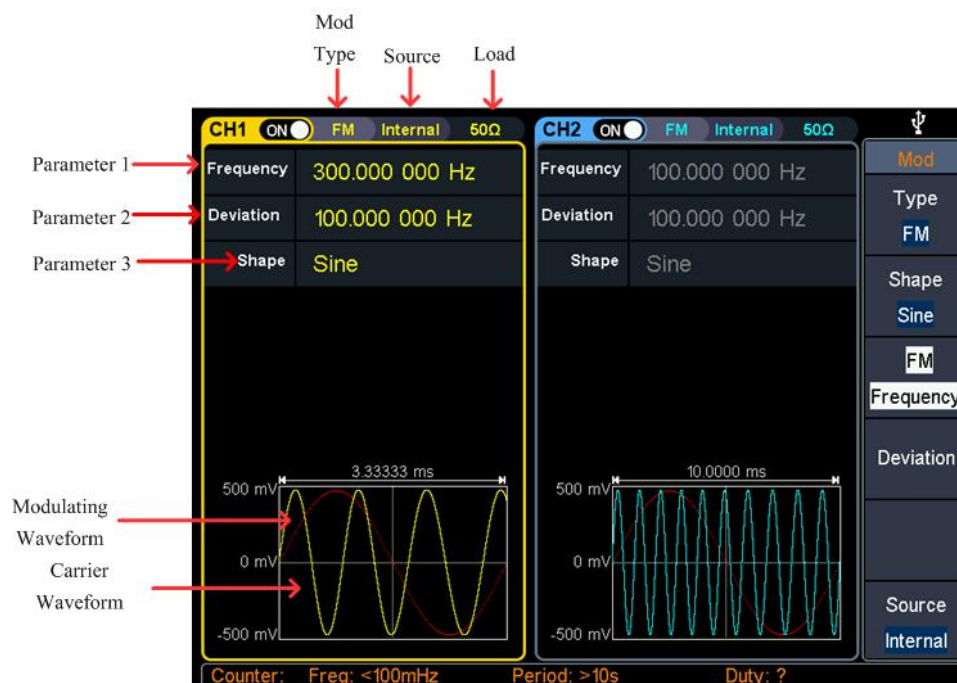 Mod
Type Source Load
CH1 ON FM Internal 50Ω
CH2 ON FM Internal 50Ω
Mod
Parameter 1
Frequency 300.000 000 Hz
Frequency 100.000 000 Hz
Type
FM
Parameter 2
Deviation 100.000 000 Hz
Deviation 100.000 000 Hz
Parameter 3
Shape Sine
Shape Sine
Shape
Sine
FM
Frequency
Deviation
3.33333 ms
500 mV
0 mV
-500 mV
10.0000 ms
500 mV
0 mV
-500 mV
Modulating
Waveform
Carrier
Waveform
Source
Internal
Counter: Freq: <100mHz Period: >10s Duty: ?